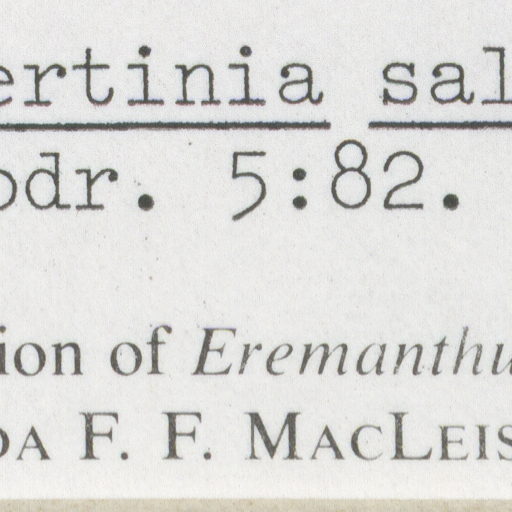 ertinia sal
odr. 5:82.
ion of Eremanthu
DA F. F. MACLEIS